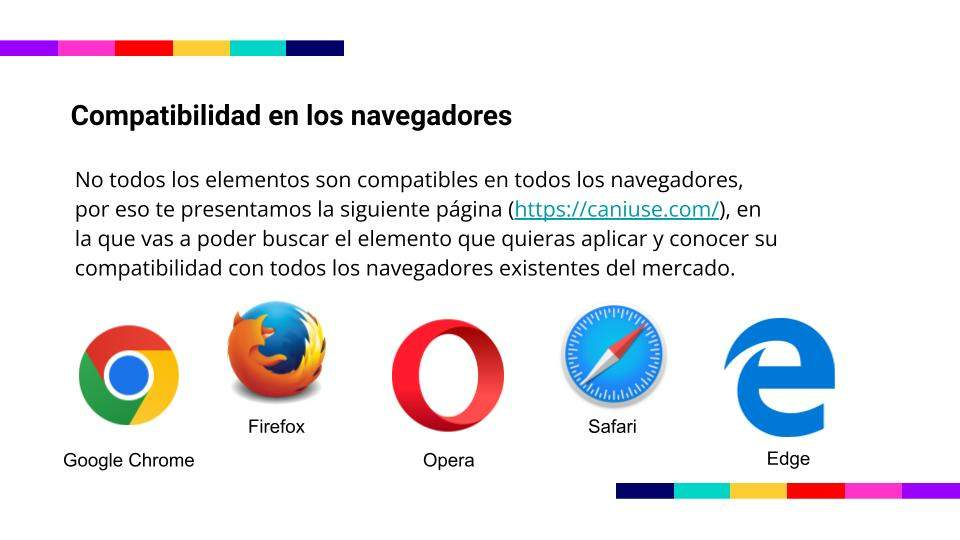 Compatibilidad en los navegadores
No todos los elementos son compatibles en todos los navegadores,
por eso te presentamos la siguiente página (https://caniuse.com/), en
la que vas a poder buscar el elemento que quieras aplicar y conocer su
compatibilidad con todos los navegadores existentes del mercado.
Google Chrome
Firefox
Opera
Safari
Edge